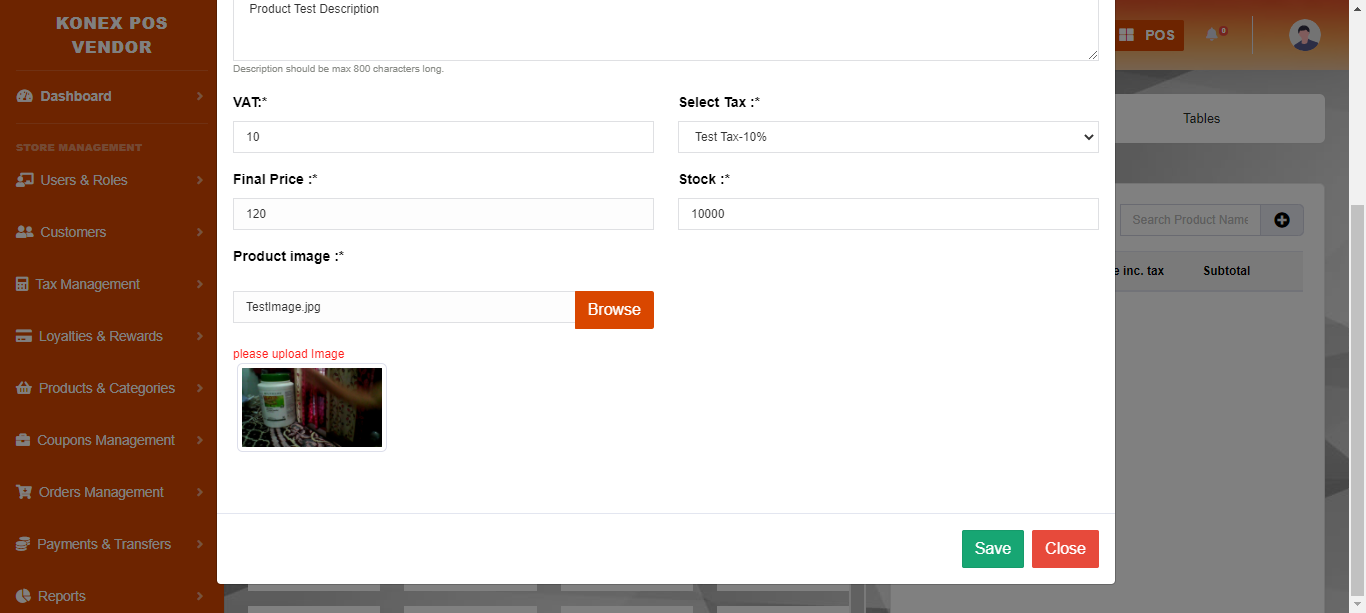 KONEX POS
VENDOR
Dashboard
STORE MANAGEMENT
Users & Roles
Customers
Tax Management
Loyalties & Rewards
Products & Categories
Coupons Management
Orders Management
Payments & Transfers
Reports
Product Test Description
Description should be max 800 characters long.
VAT:*
Select Tax :*
10
Test Tax-10%
Final Price :*
Stock :*
120
10000
Product image :*
TestImage.jpg
Browse
please upload Image
Save
Close
POS
0
Tables
Search Product Name
e inc. tax
Subtotal